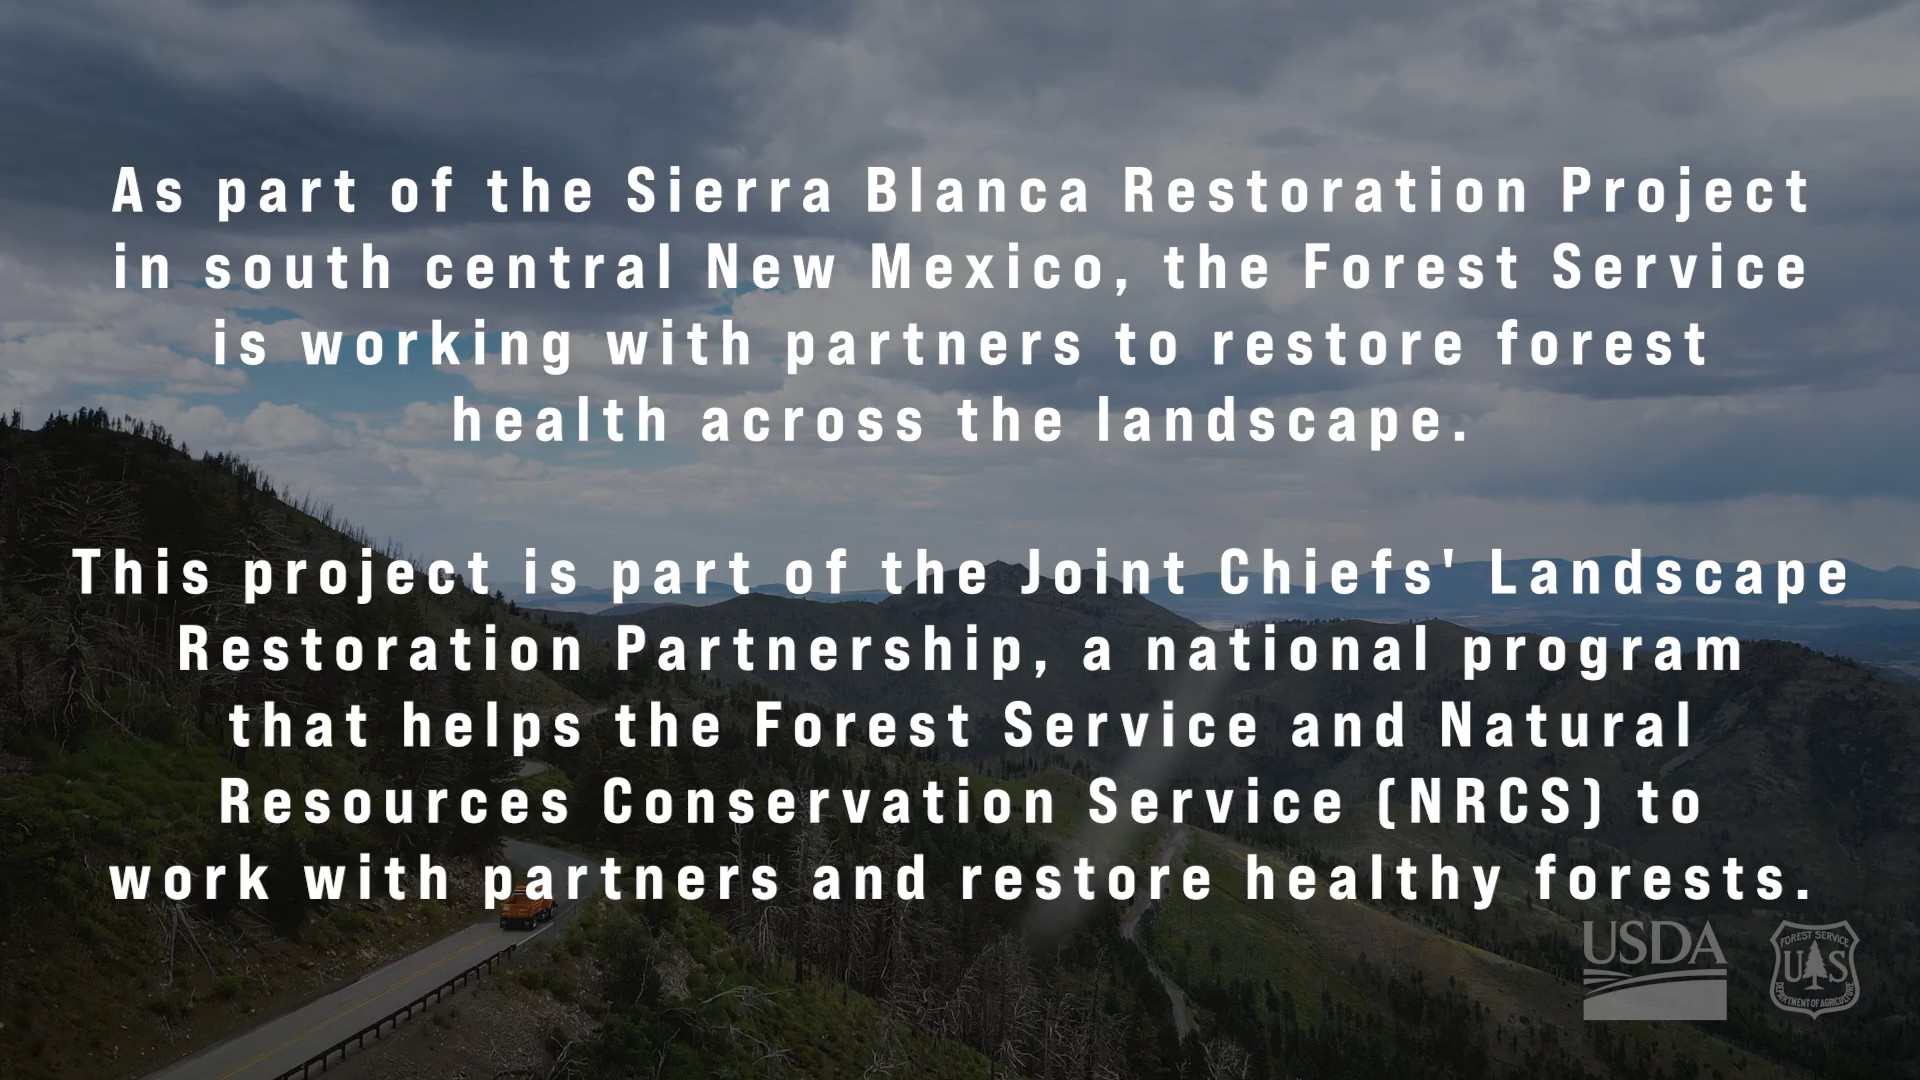 As part of the Sierra Blanca Restoration Project
in south central New Mexico, the Forest Service
is working with partners to restore forest
health across the landscape.
This project is part of the Joint Chiefs' Landscape
Restoration Partnership, a national program
that helps the Forest Service and Natural
Resources Conservation Service (NRCS) to
work with partners and restore healthy forests.
USDA
FOREST SERVICE
U S
DEPARTMENT OF AGRICULTURE